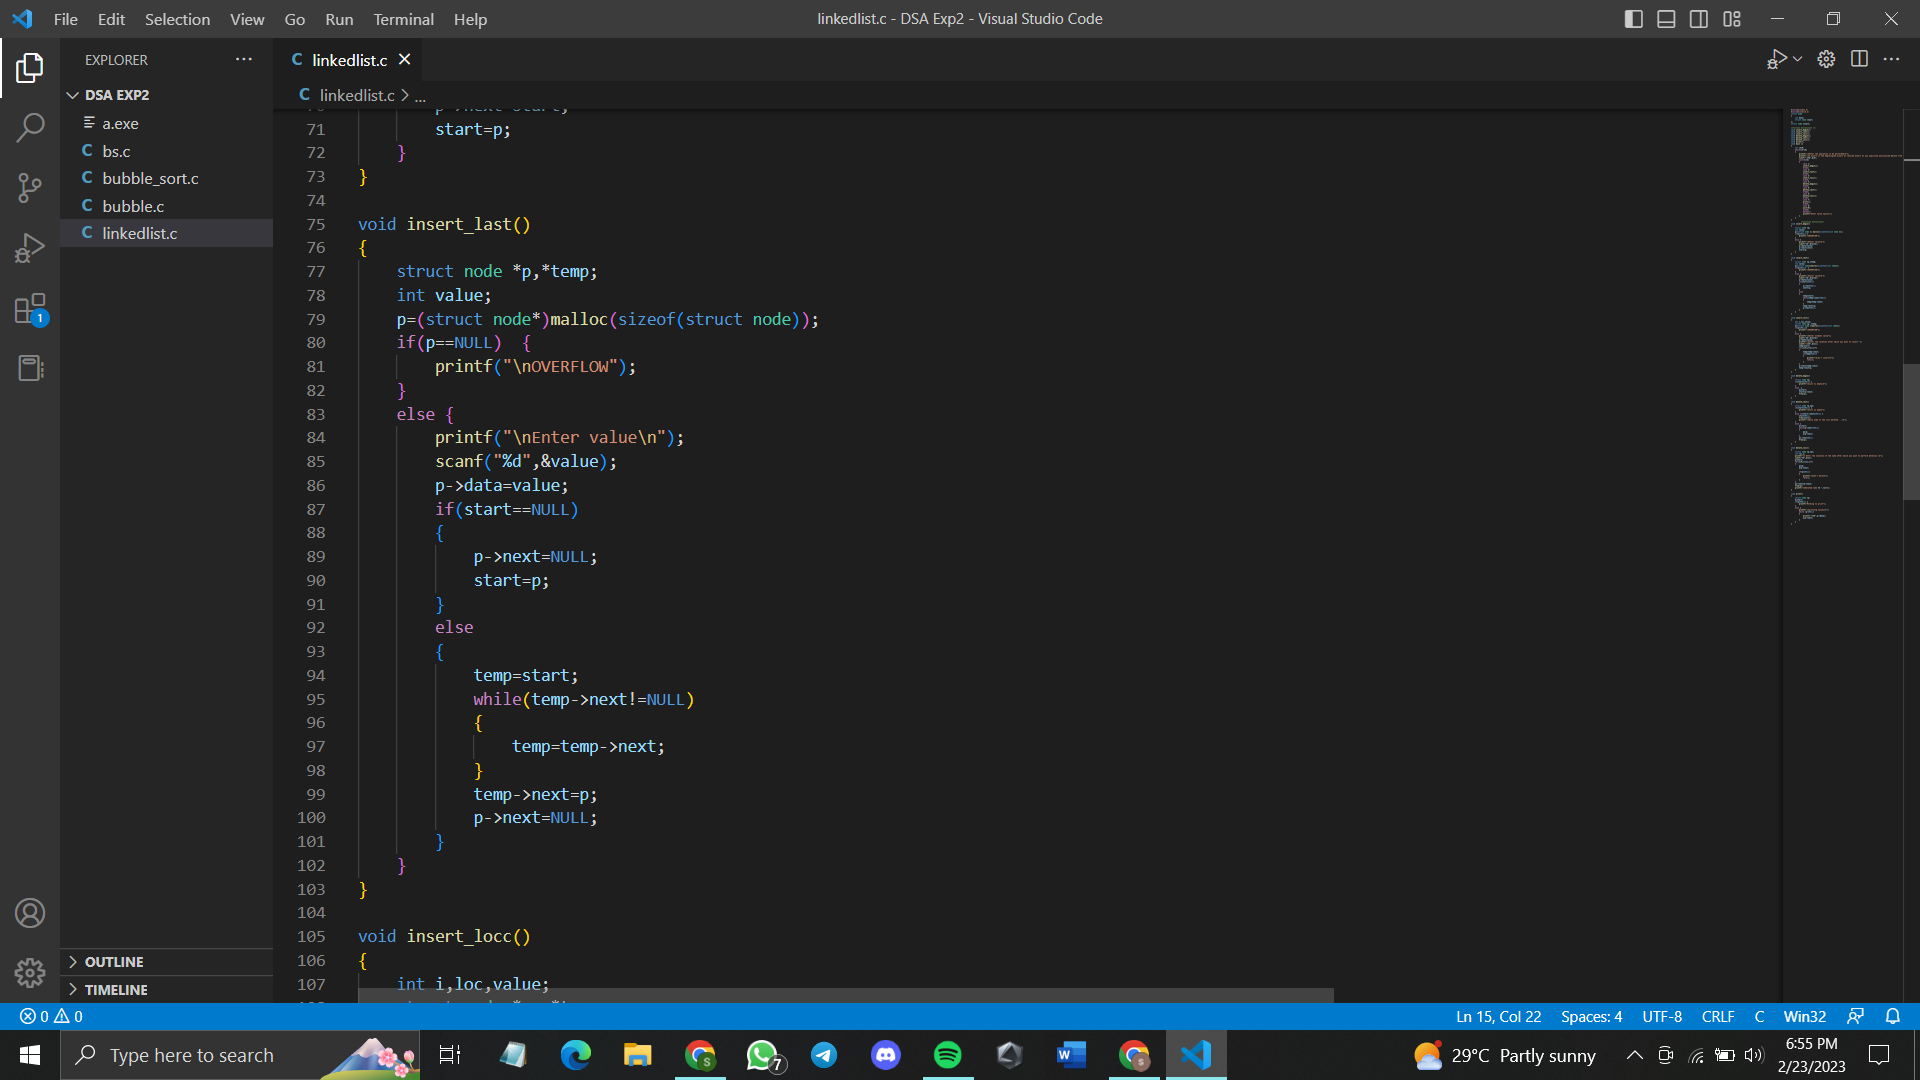 File Edit Selection View Go Run Terminal Help
linkedlist.c - DSA Exp2 - Visual Studio Code
EXPLORER
DSA EXP2
a.exe
C bs.c
C bubble_sort.c
C bubble.c
C linkedlist.c
OUTLINE
TIMELINE
1
C linkedlist.c
C linkedlist.c > ...
71 start=p;
72 }
73 }
74
75 void insert_last()
76 {
77 struct node *p,*temp;
78 int value;
79 p=(struct node*)malloc(sizeof(struct node));
80 if(p==NULL)  {
81 printf("\nOVERFLOW");
82 }
83 else {
84 printf("\nEnter value\n");
85 scanf("%d",&value);
86 p->data=value;
87 if(start==NULL)
88 {
89 p->next=NULL;
90 start=p;
91 }
92 else
93 {
94 temp=start;
95 while(temp->next!=NULL)
96 {
97 temp=temp->next;
98 }
99 temp->next=p;
100 p->next=NULL;
101 }
102 }
103 }
104
105 void insert_locc()
106 {
107 int i,loc,value;
0 0
Ln 15, Col 22 Spaces: 4 UTF-8 CRLF C Win32
Type here to search
S
7
W
S
29°C Partly sunny
6:55 PM
2/23/2023